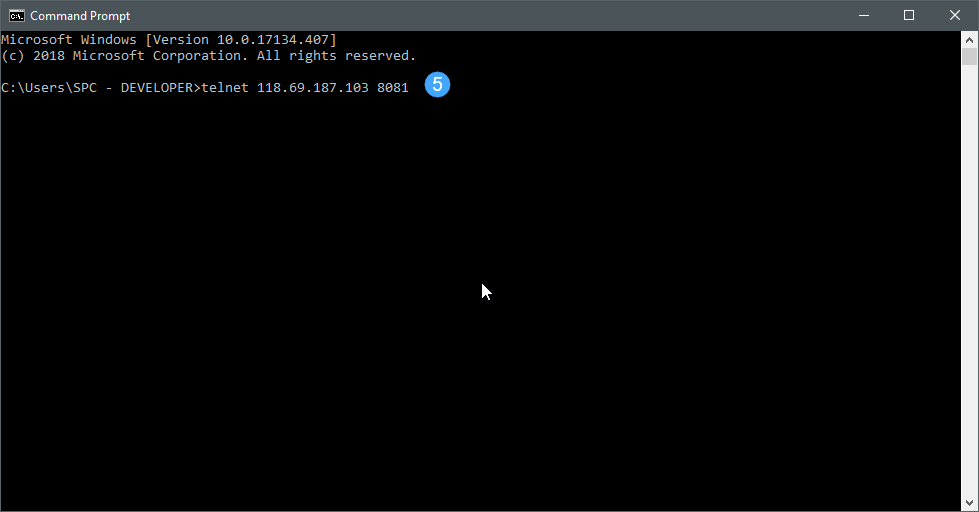 Command Prompt
Microsoft Windows [Version 10.0.17134.407]
(c) 2018 Microsoft Corporation. All rights reserved.
C:\Users\SPC - DEVELOPER>telnet 118.69.187.103 8081 5